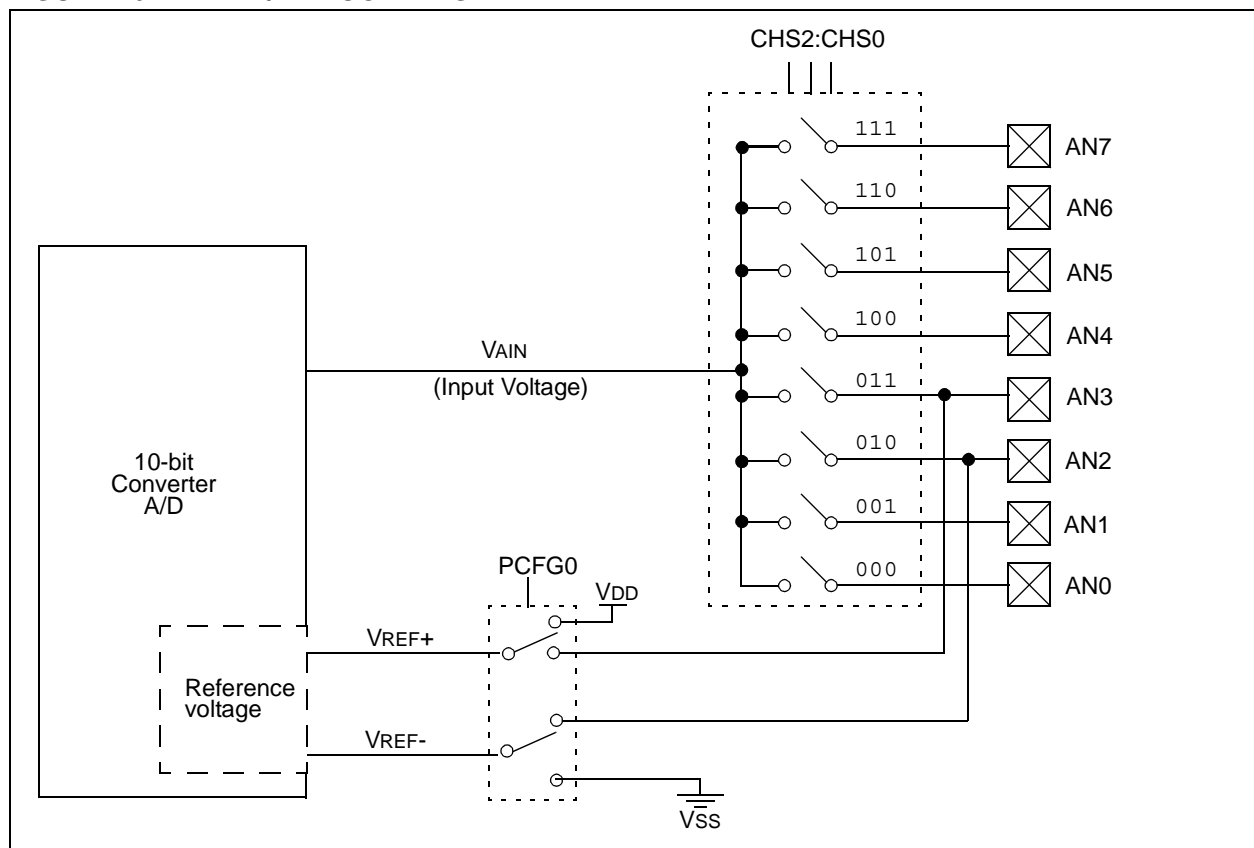 CHS2:CHS0
111
AN7
110
AN6
101
AN5
100
AN4
VAIN
(Input Voltage)
011
AN3
010
AN2
10-bit
Converter
A/D
001
AN1
PCFG0
000
AN0
VDD
VREF+
Reference
voltage
VREF-
VSS